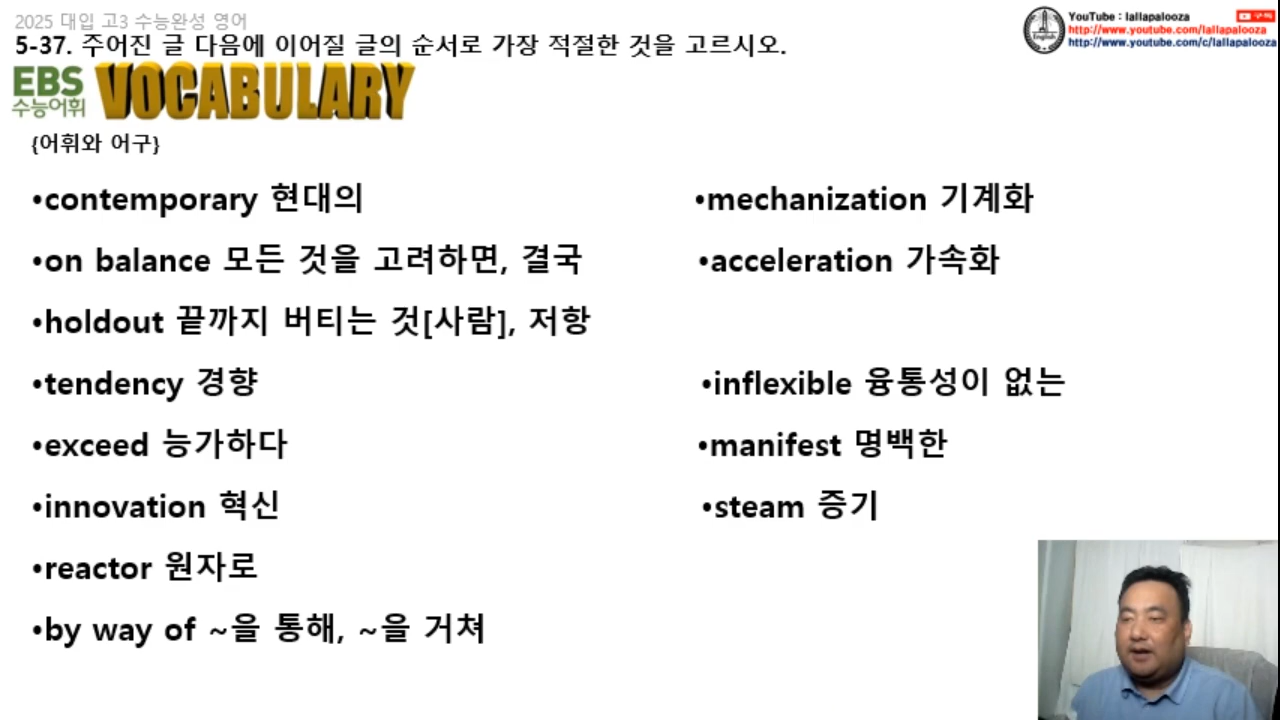 2025 대입 고3 수능완성 영어
5-37. 주어진 글 다음에 이어질 글의 순서로 가장 적절한 것을 고르시오.
YouTube : lallapalooza
http://www.youtube.com/lallapalooza
http://www.youtube.com/c/lallapalooza
EBS
수능어휘
VOCABULARY
{어휘와 어구}
•contemporary 현대의
•mechanization 기계화
•on balance 모든 것을 고려하면, 결국
•acceleration 가속화
•holdout 끝까지 버티는 것[사람], 저항
•tendency 경향
•inflexible 융통성이 없는
•exceed 능가하다
•manifest 명백한
•innovation 혁신
•steam 증기
•reactor 원자로
•by way of ~을 통해, ~을 거쳐